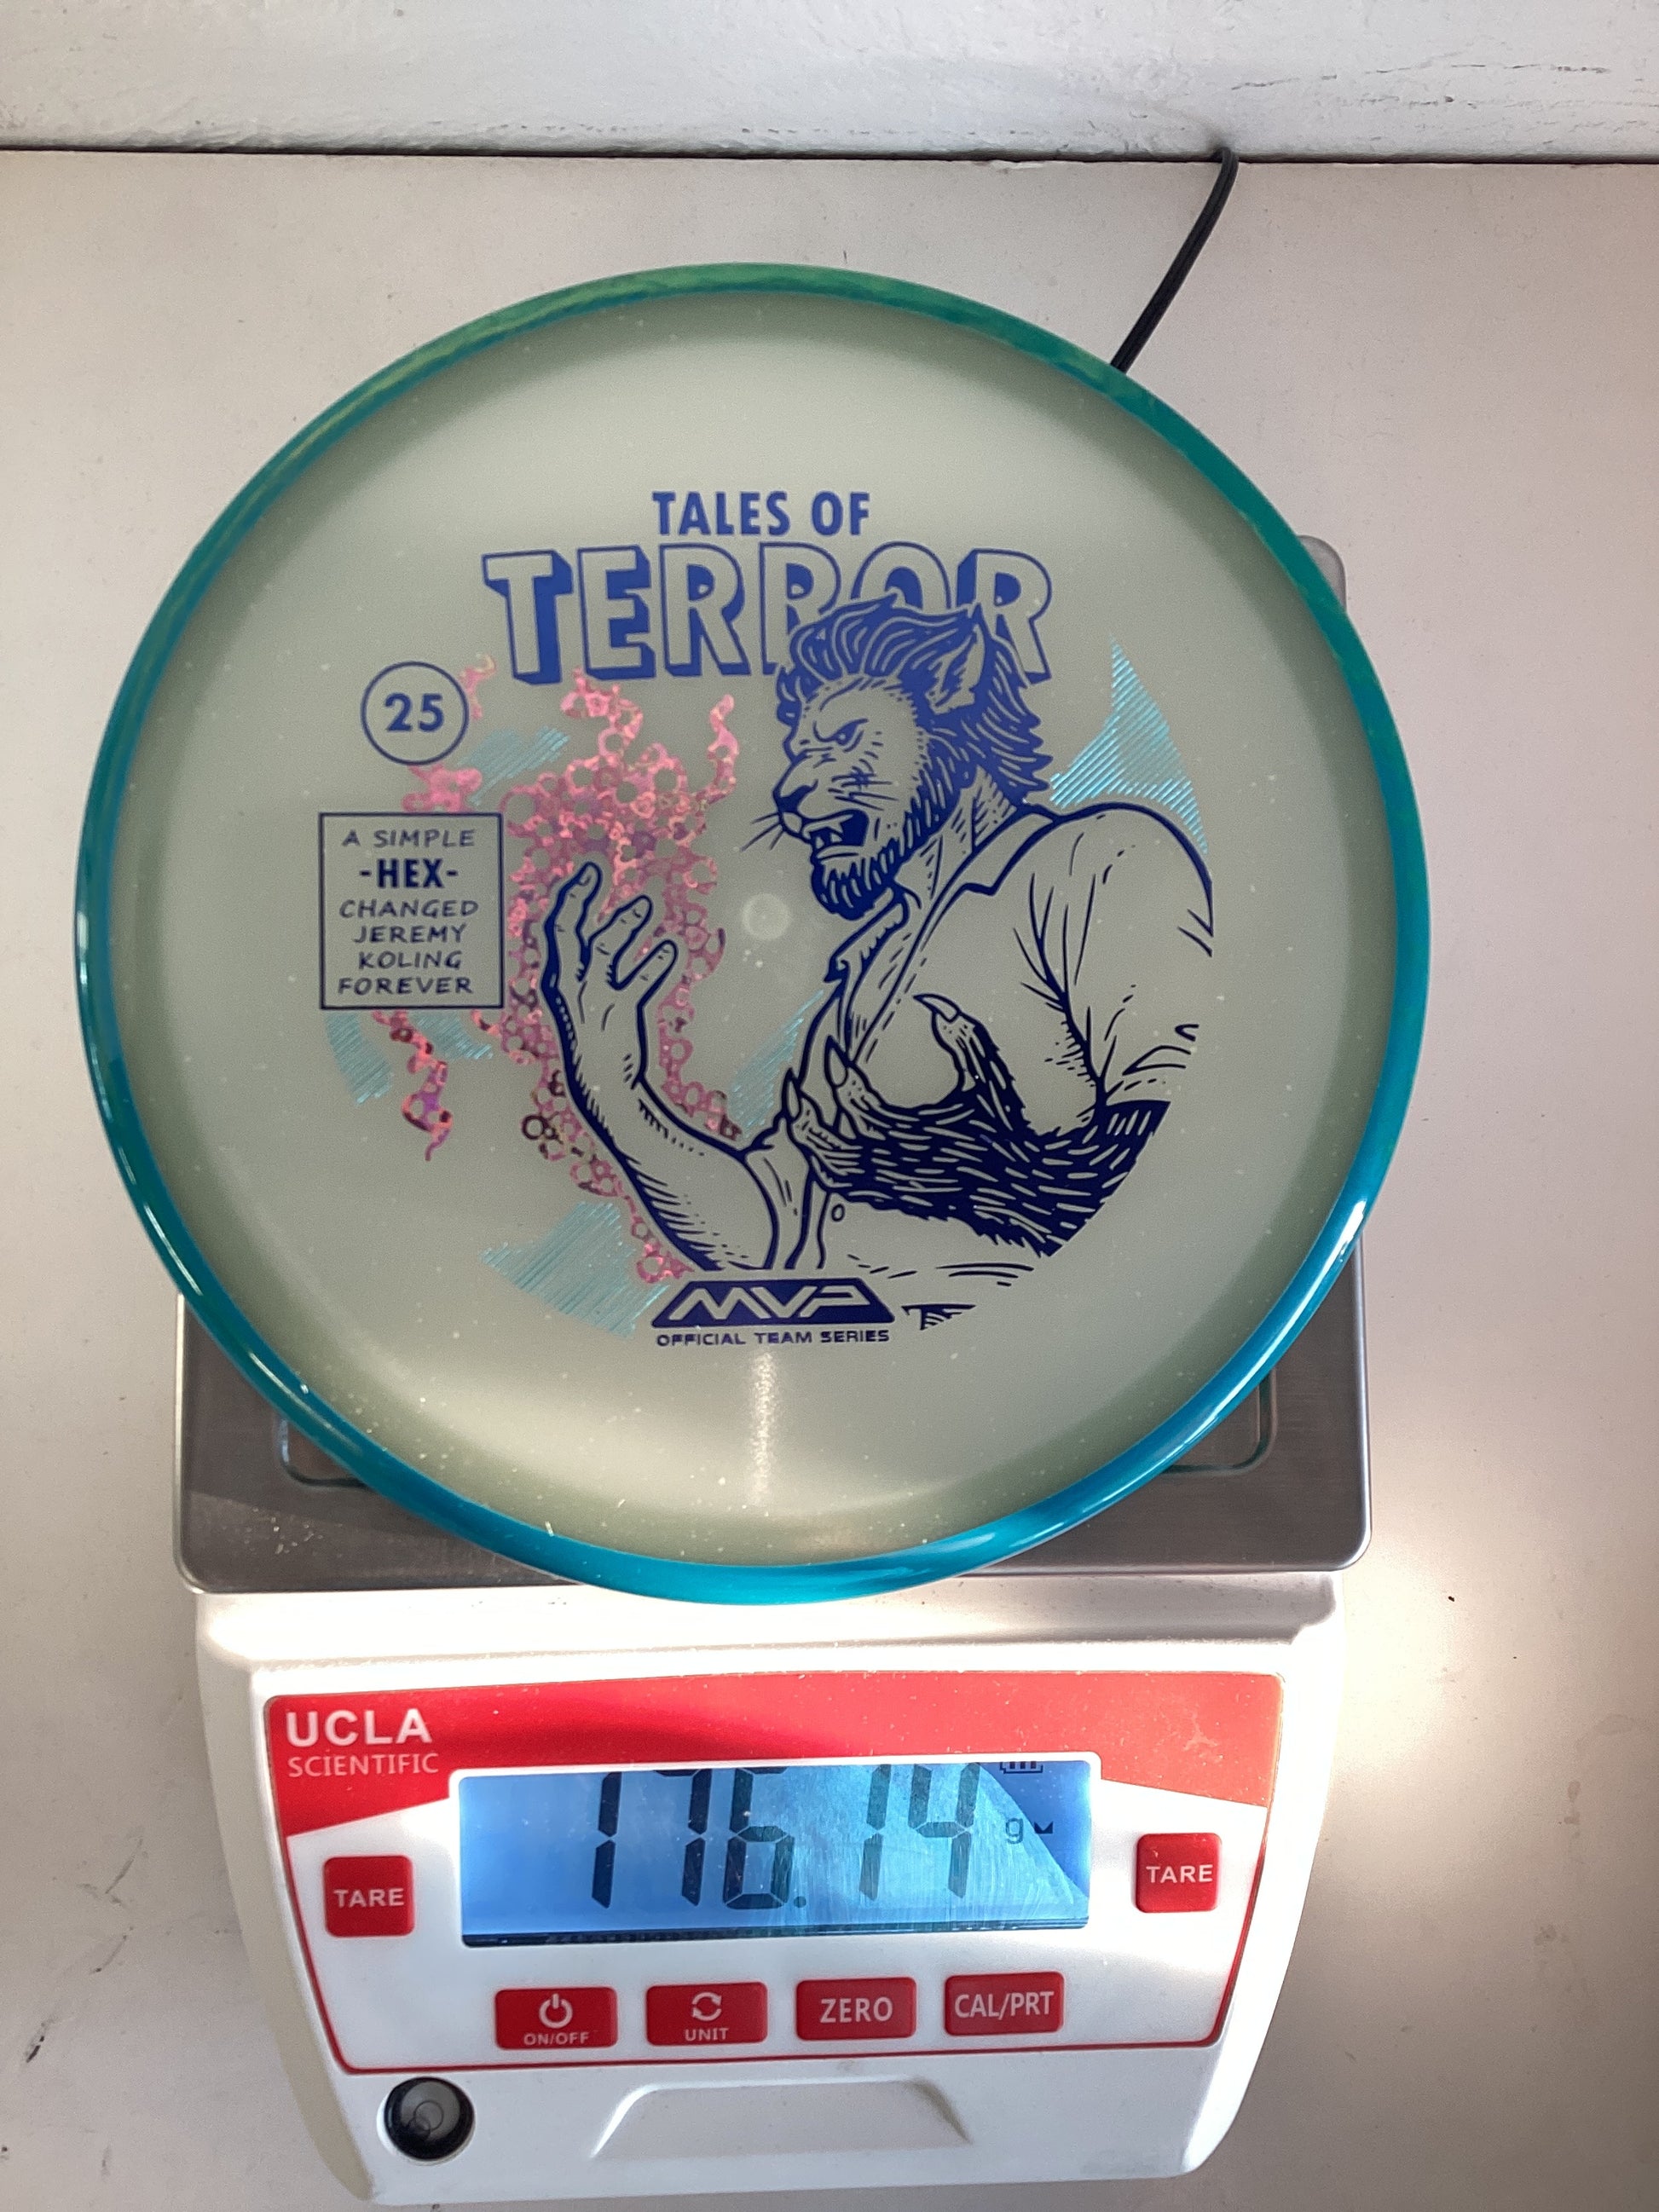 TALES OF
TERROR
25
A SIMPLE
-HEX-
CHANGED
JEREMY
KOLING
FOREVER
MVP
OFFICIAL TEAM SERIES
UCLA
SCIENTIFIC
176.14 g
TARE
TARE
ON/OFF
UNIT
ZERO
CAL/PRT